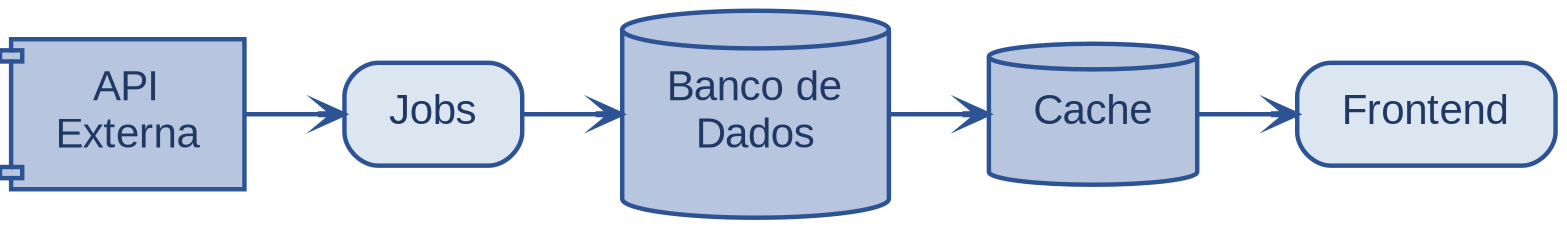 API
Externa
Jobs
Banco de
Dados
Cache
Frontend